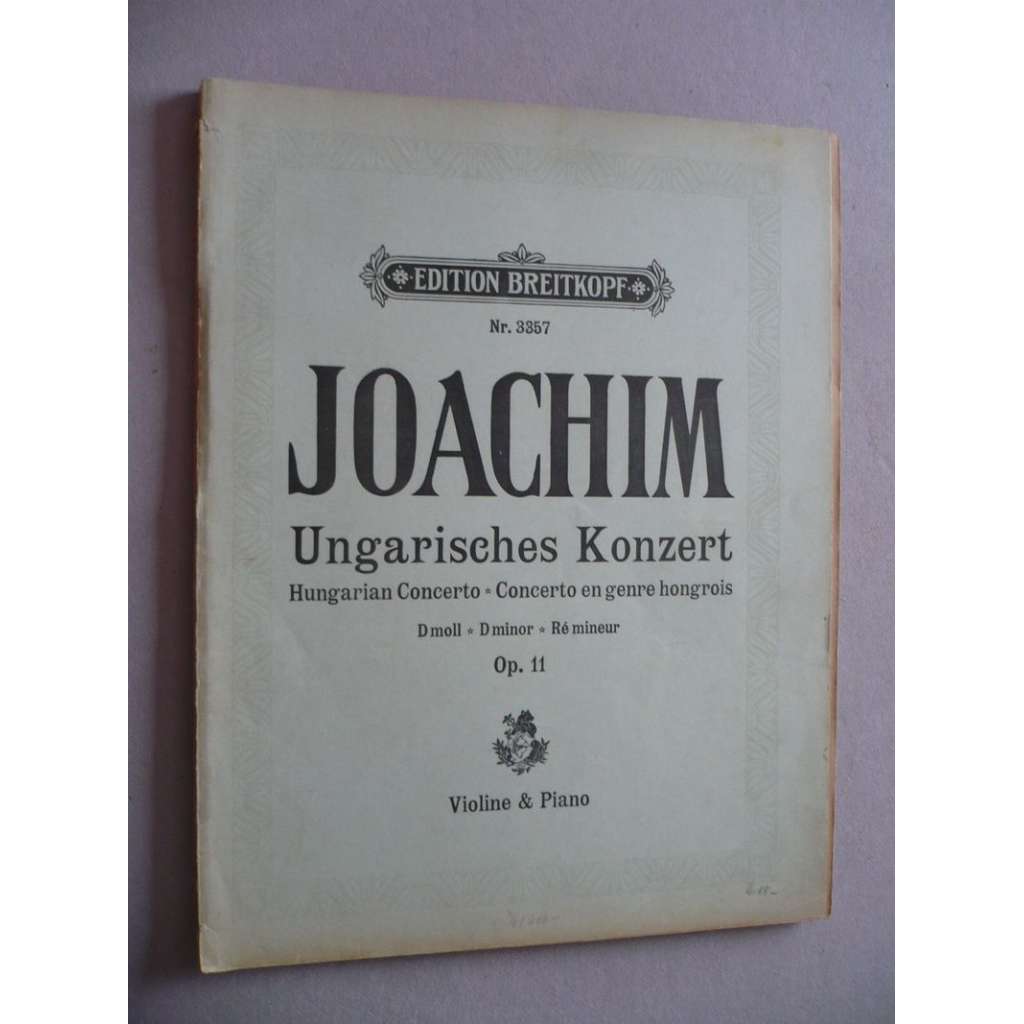 EDITION BREITKOPF
Nr. 3357
JOACHIM
Ungarisches Konzert
Hungarian Concerto * Concerto en genre hongrois
D moll * D minor * Ré mineur
Op. 11
Violine & Piano